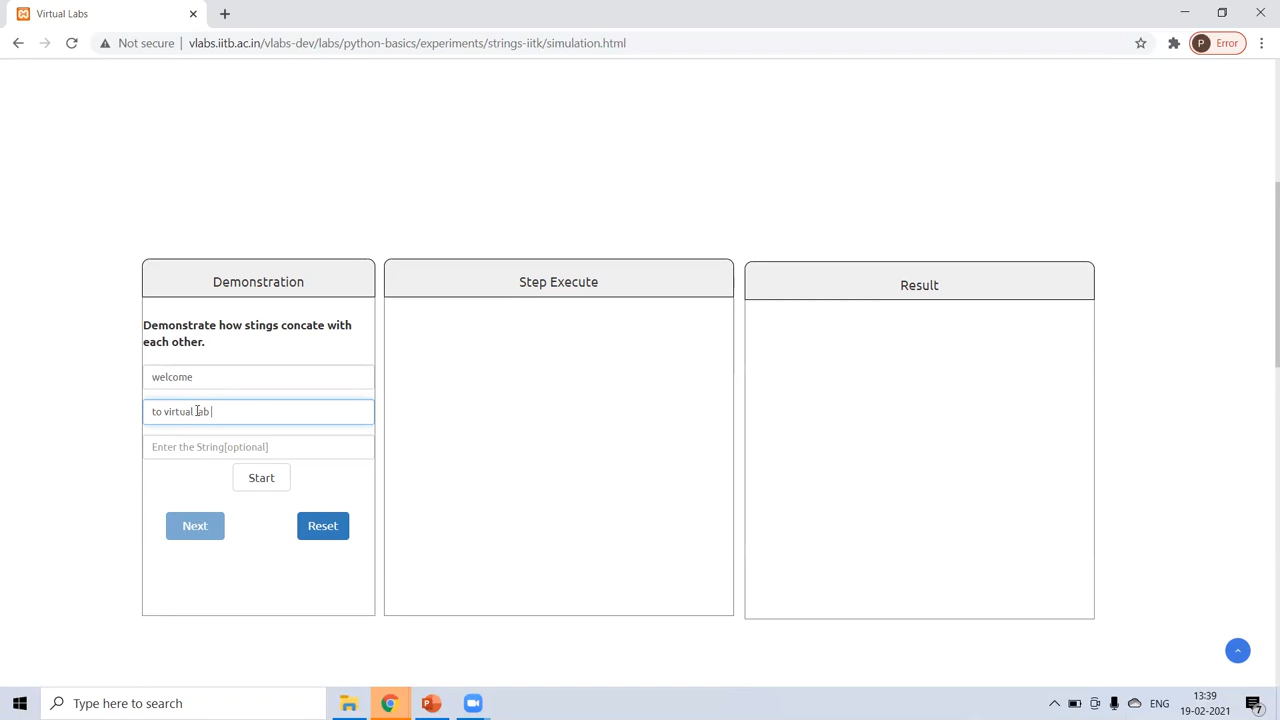 Virtual Labs
Not secure
vlabs.iitb.ac.in/vlabs-dev/labs/python-basics/experiments/strings-iitk/simulation.html
P
Error
Demonstration
Step Execute
Result
Demonstrate how stings concate with
each other.
welcome
to virtual lab
Enter the String[optional]
Start
Next
Reset
Type here to search
ENG
13:39
19-02-2021
7